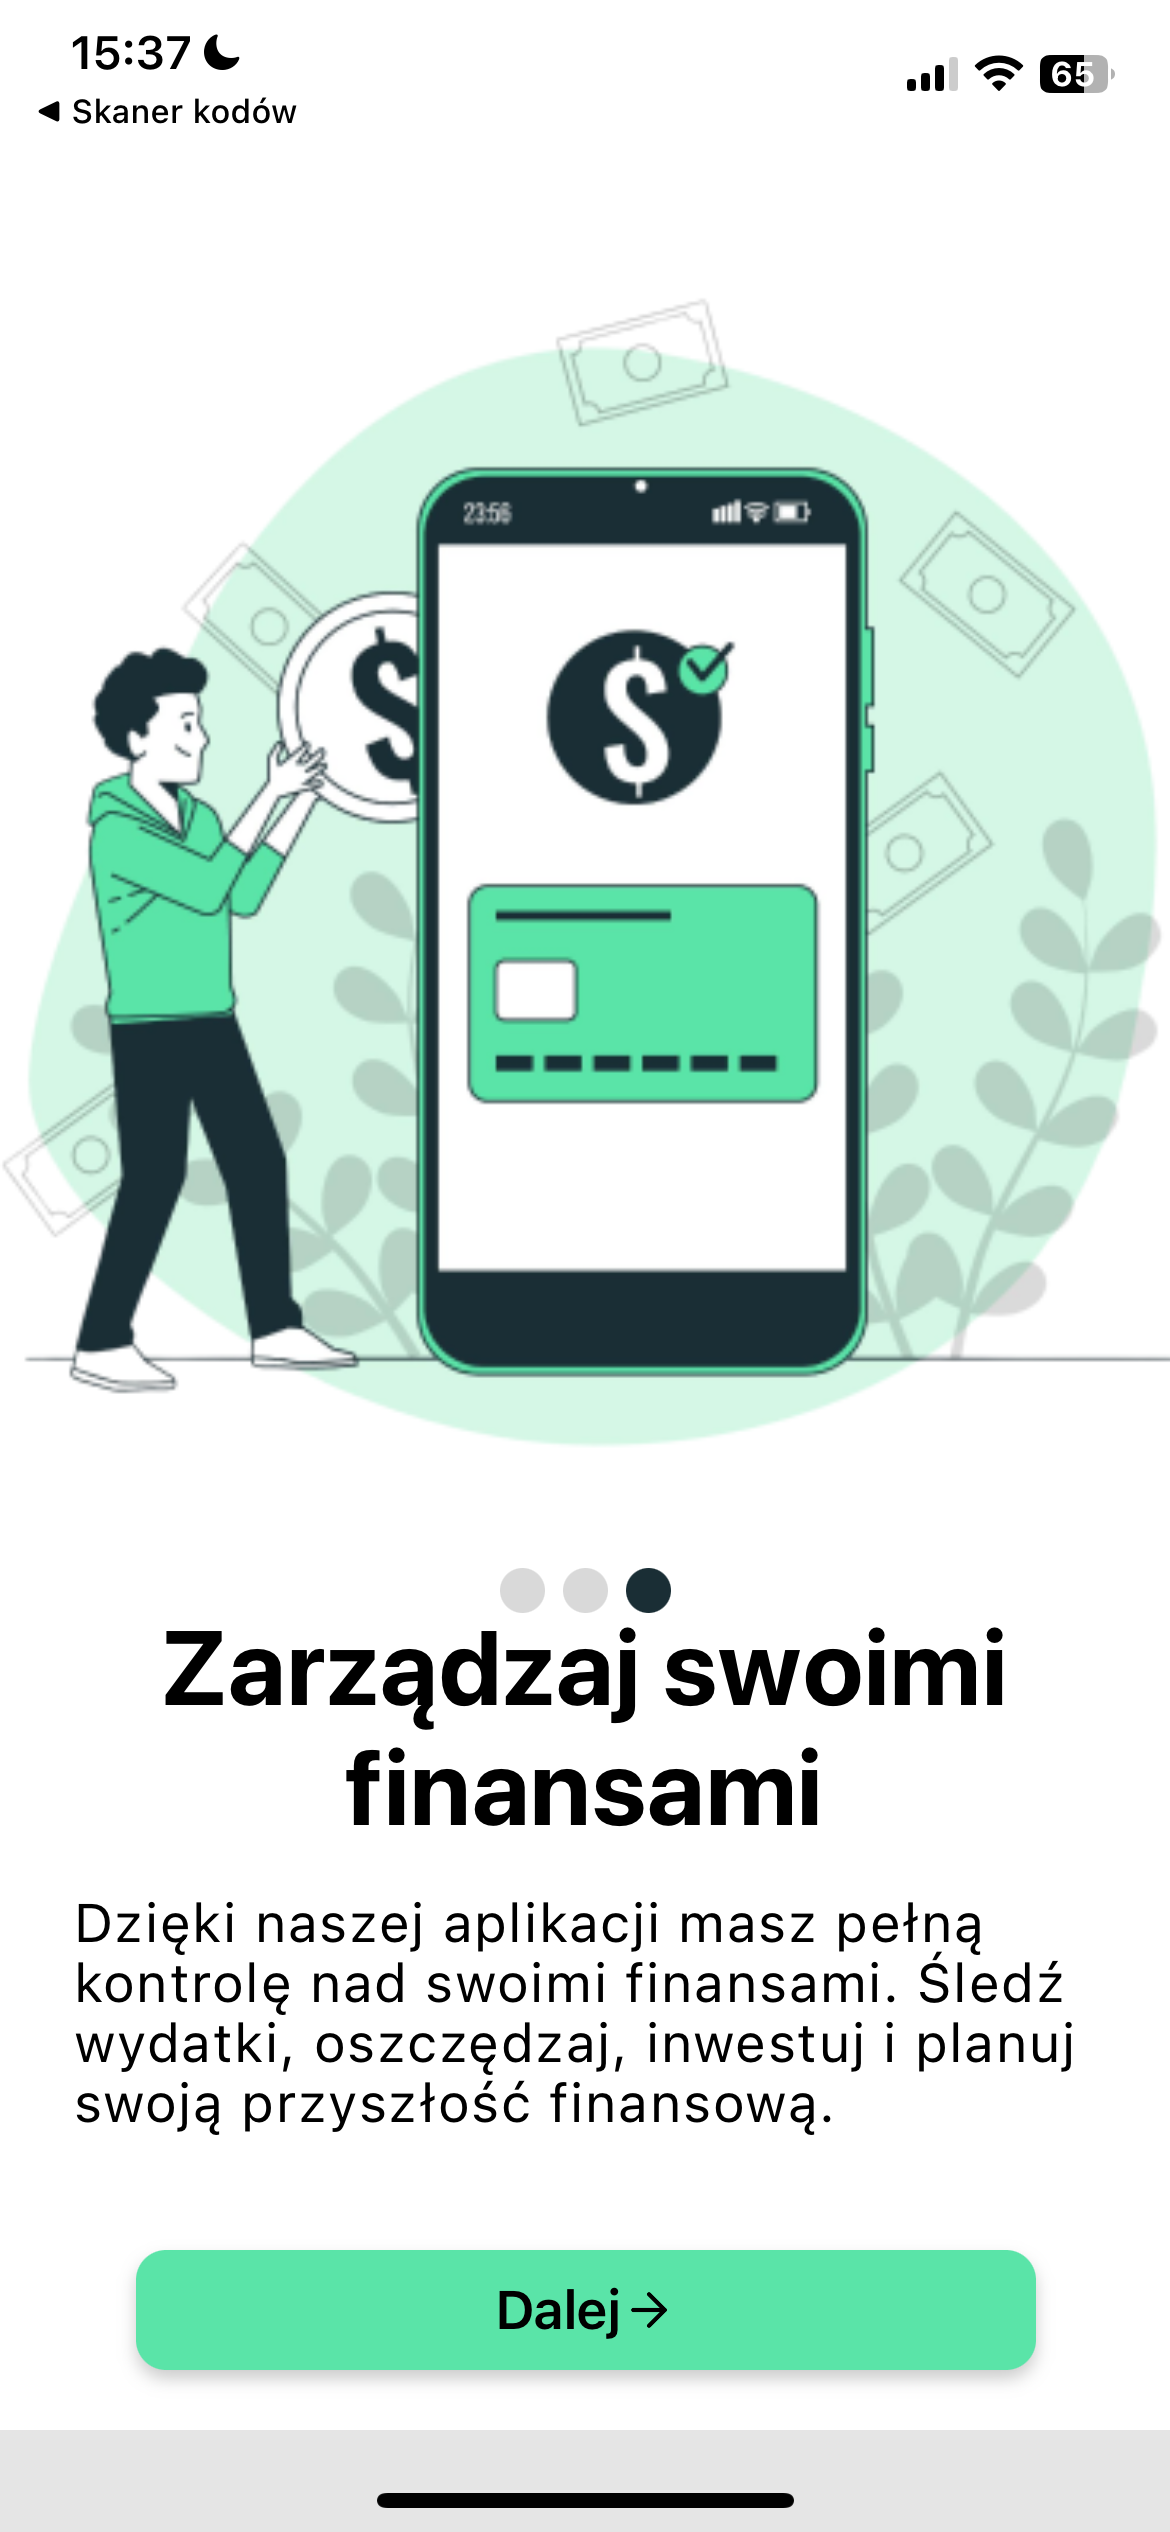 15:37
65
◀ Skaner kodów
23:56
$
$
Zarządzaj swoimi
finansami
Dzięki naszej aplikacji masz pełną
kontrolę nad swoimi finansami. Śledź
wydatki, oszczędzaj, inwestuj i planuj
swoją przyszłość finansową.
Dalej →